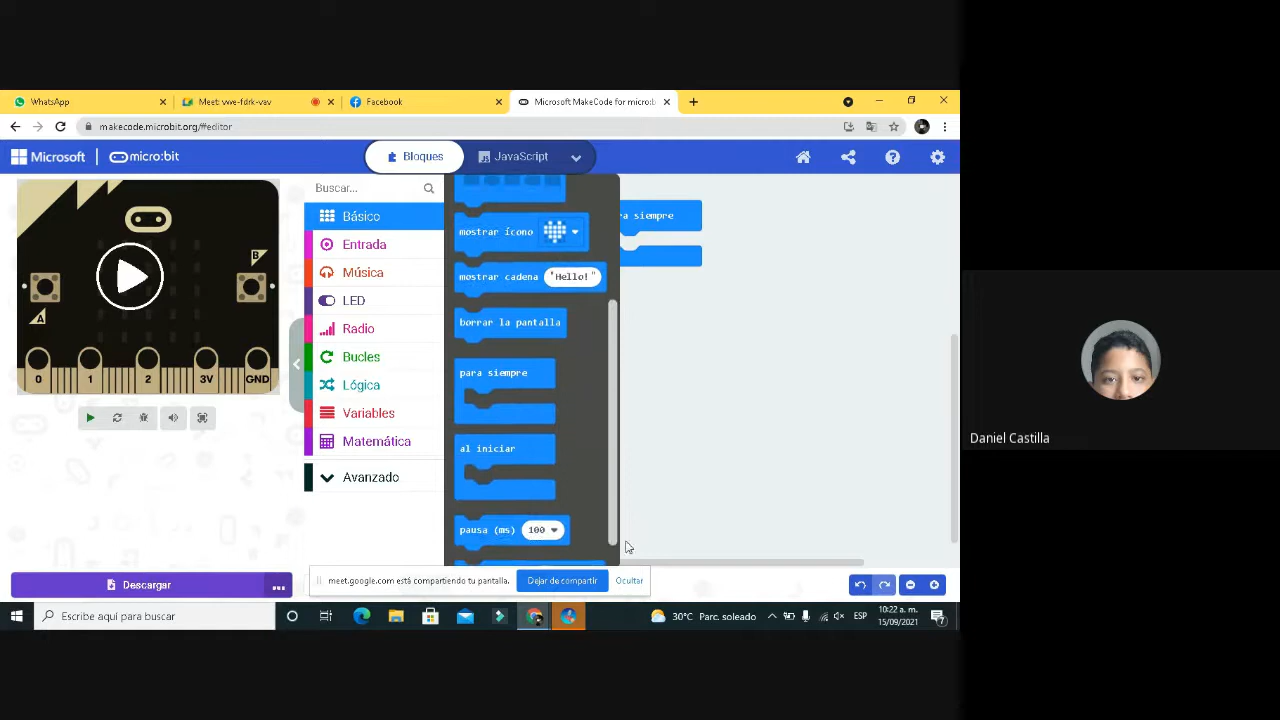 WhatsApp
Meet: vwe-fdrk-vav
Facebook
Microsoft MakeCode for micro:b
makecode.microbit.org/#editor
Microsoft
micro:bit
Bloques
JavaScript
Buscar...
Básico
Entrada
Música
LED
Radio
Bucles
Lógica
Variables
Matemática
Avanzado
mostrar ícono
mostrar cadena "Hello!"
borrar la pantalla
para siempre
al iniciar
pausa (ms) 100
ra siempre
A
B
0 1 2 3V GND
Descargar
meet.google.com está compartiendo tu pantalla.
Dejar de compartir
Ocultar
Escribe aquí para buscar
30°C Parc. soleado
ESP
10:22 a. m.
15/09/2021
7
Daniel Castilla